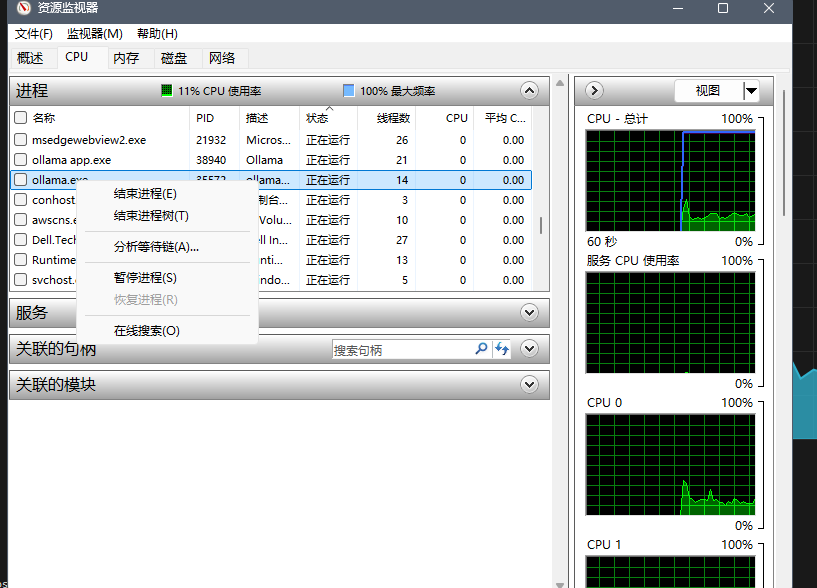 资源监视器
文件(F) 监视器(M) 帮助(H)
概述 CPU 内存 磁盘 网络
进程 11% CPU 使用率 100% 最大频率
名称 PID 描述 状态 线程数 CPU 平均 C...
msedgewebview2.exe 21932 Micros... 正在运行 26 0 0.00
ollama app.exe 38940 Ollama 正在运行 21 0 0.00
ollama.exe 35572 ollama... 正在运行 14 0 0.00
conhost 制台... 正在运行 3 0 0.00
awscns.e Volu... 正在运行 10 0 0.00
Dell.Tech ell In... 正在运行 27 0 0.00
Runtime nti... 正在运行 13 0 0.00
svchost. ndo... 正在运行 5 0 0.00
结束进程(E)
结束进程树(T)
分析等待链(A)...
暂停进程(S)
恢复进程(R)
在线搜索(O)
服务
关联的句柄 搜索句柄
关联的模块
视图
CPU - 总计 100%
60 秒 0%
服务 CPU 使用率 100%
0%
CPU 0 100%
0%
CPU 1 100%